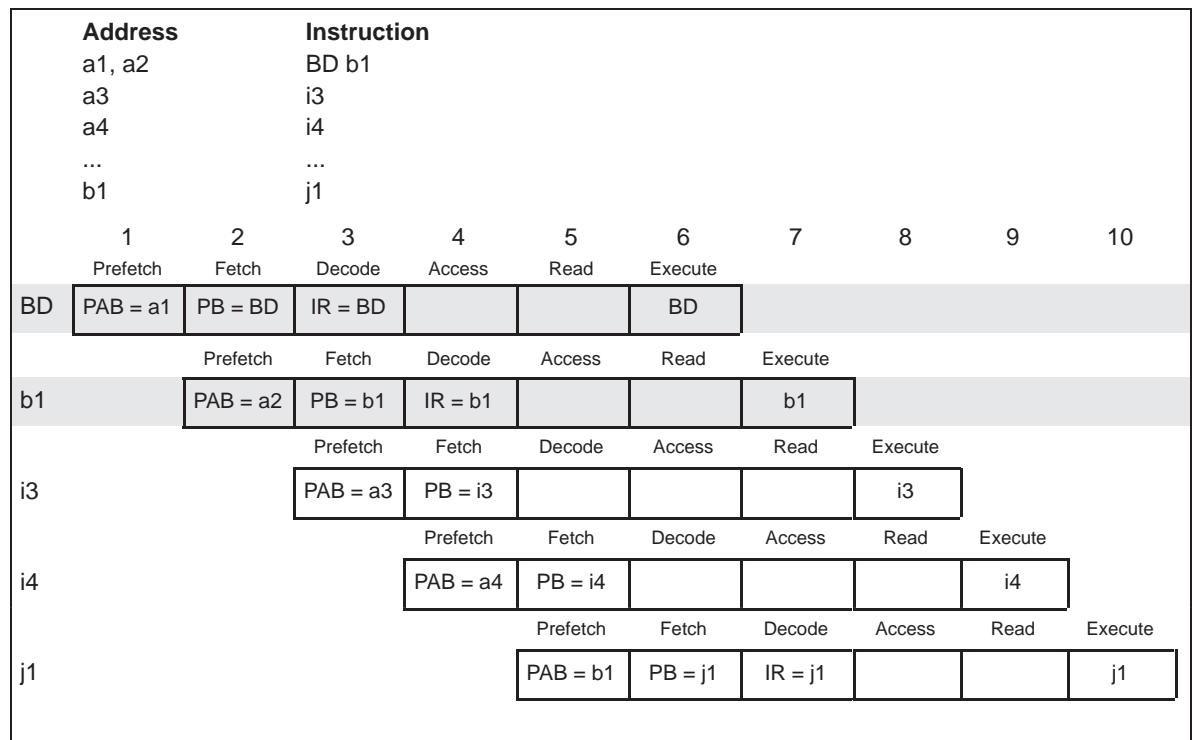 Address Instruction
a1, a2 BD b1
a3 i3
a4 i4
... ...
b1 j1
1 2 3 4 5 6 7 8 9 10
Prefetch Fetch Decode Access Read Execute
BD PAB = a1 PB = BD IR = BD BD
Prefetch Fetch Decode Access Read Execute
b1 PAB = a2 PB = b1 IR = b1 b1
Prefetch Fetch Decode Access Read Execute
i3 PAB = a3 PB = i3 i3
Prefetch Fetch Decode Access Read Execute
i4 PAB = a4 PB = i4 i4
Prefetch Fetch Decode Access Read Execute
j1 PAB = b1 PB = j1 IR = j1 j1